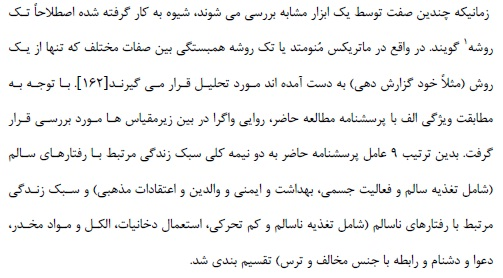 زمانیکه چندین صفت توسط یک ابزار مشابه بررسی می شوند، شیوه به کار گرفته شده اصطلاحاً تک
روشه۱ گویند. در واقع در ماتریکس مُنومتد یا تک روشه همبستگی بین صفات مختلف که تنها از یک
روش (مثلاً خود گزارش دهی) به دست آمده اند مورد تحلیل قرار می گیرند[۱۶۲]. با توجه به
مطابقت ویژگی الف با پرسشنامه مطالعه حاضر، روایی واگرا در بین زیرمقیاس ها مورد بررسی قرار
گرفت. بدین ترتیب ۹ عامل پرسشنامه حاضر به دو نیمه کلی سبک زندگی مرتبط با رفتارهای سالم
(شامل تغذیه سالم و فعالیت جسمی، بهداشت و ایمنی و والدین و اعتقادات مذهبی) و سبک زندگی
مرتبط با رفتارهای ناسالم (شامل تغذیه ناسالم و کم تحرکی، استعمال دخانیات، الکل و مواد مخدر،
دعوا و دشنام و رابطه با جنس مخالف و ترس) تقسیم بندی شد.